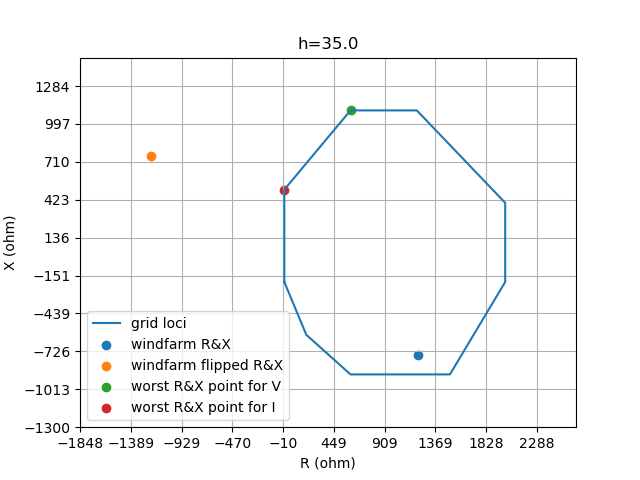 h=35.0
1284
997
710
423
136
−151
−439
−726
−1013
−1300
X (ohm)
grid loci
windfarm R&X
windfarm flipped R&X
worst R&X point for V
worst R&X point for I
−1848 −1389 −929 −470 −10 449 909 1369 1828 2288
R (ohm)